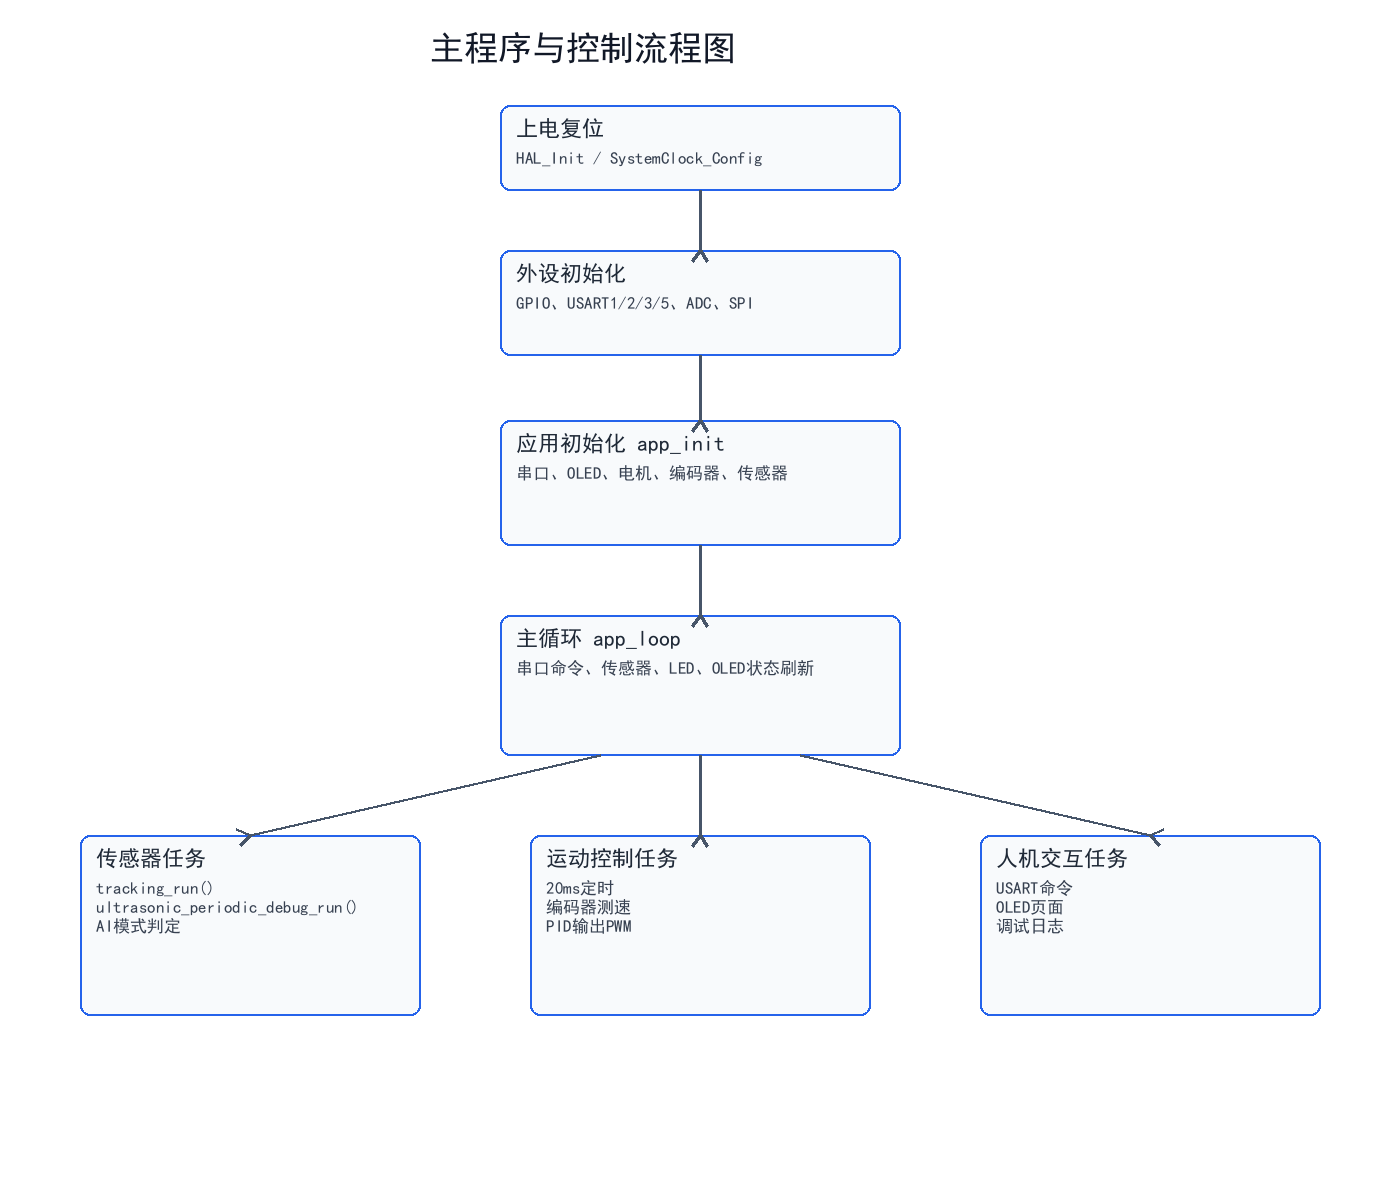 主程序与控制流程图
上电复位
HAL_Init / SystemClock_Config
外设初始化
GPIO、USART1/2/3/5、ADC、SPI
应用初始化 app_init
串口、OLED、电机、编码器、传感器
主循环 app_loop
串口命令、传感器、LED、OLED状态刷新
传感器任务
tracking_run()
ultrasonic_periodic_debug_run()
AI模式判定
运动控制任务
20ms定时
编码器测速
PID输出PWM
人机交互任务
USART命令
OLED页面
调试日志